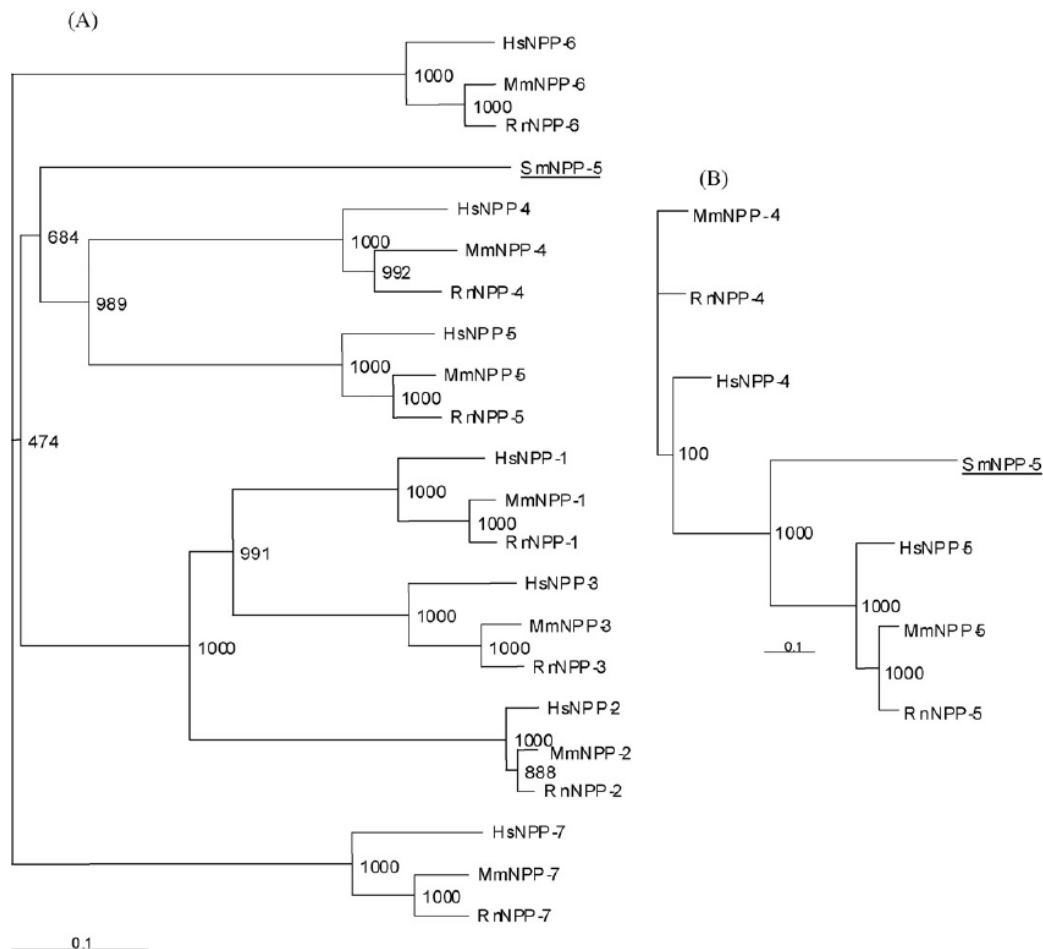 (A)
HsNPP-6
1000
MmNPP-6
1000
RnNPP-6
SmNPP-5
HsNPP-4
684
1000
MmNPP-4
992
RnNPP-4
989
HsNPP-5
1000
MmNPP-5
1000
RnNPP-5
474
HsNPP-1
1000
MmNPP-1
1000
RnNPP-1
991
HsNPP-3
1000
MmNPP-3
1000
RnNPP-3
1000
HsNPP-2
1000
MmNPP-2
888
RnNPP-2
HsNPP-7
1000
MmNPP-7
1000
RnNPP-7
0.1
(B)
MmNPP-4
RnNPP-4
HsNPP-4
100
SmNPP-5
1000
HsNPP-5
1000
MmNPP-5
1000
RnNPP-5
0.1